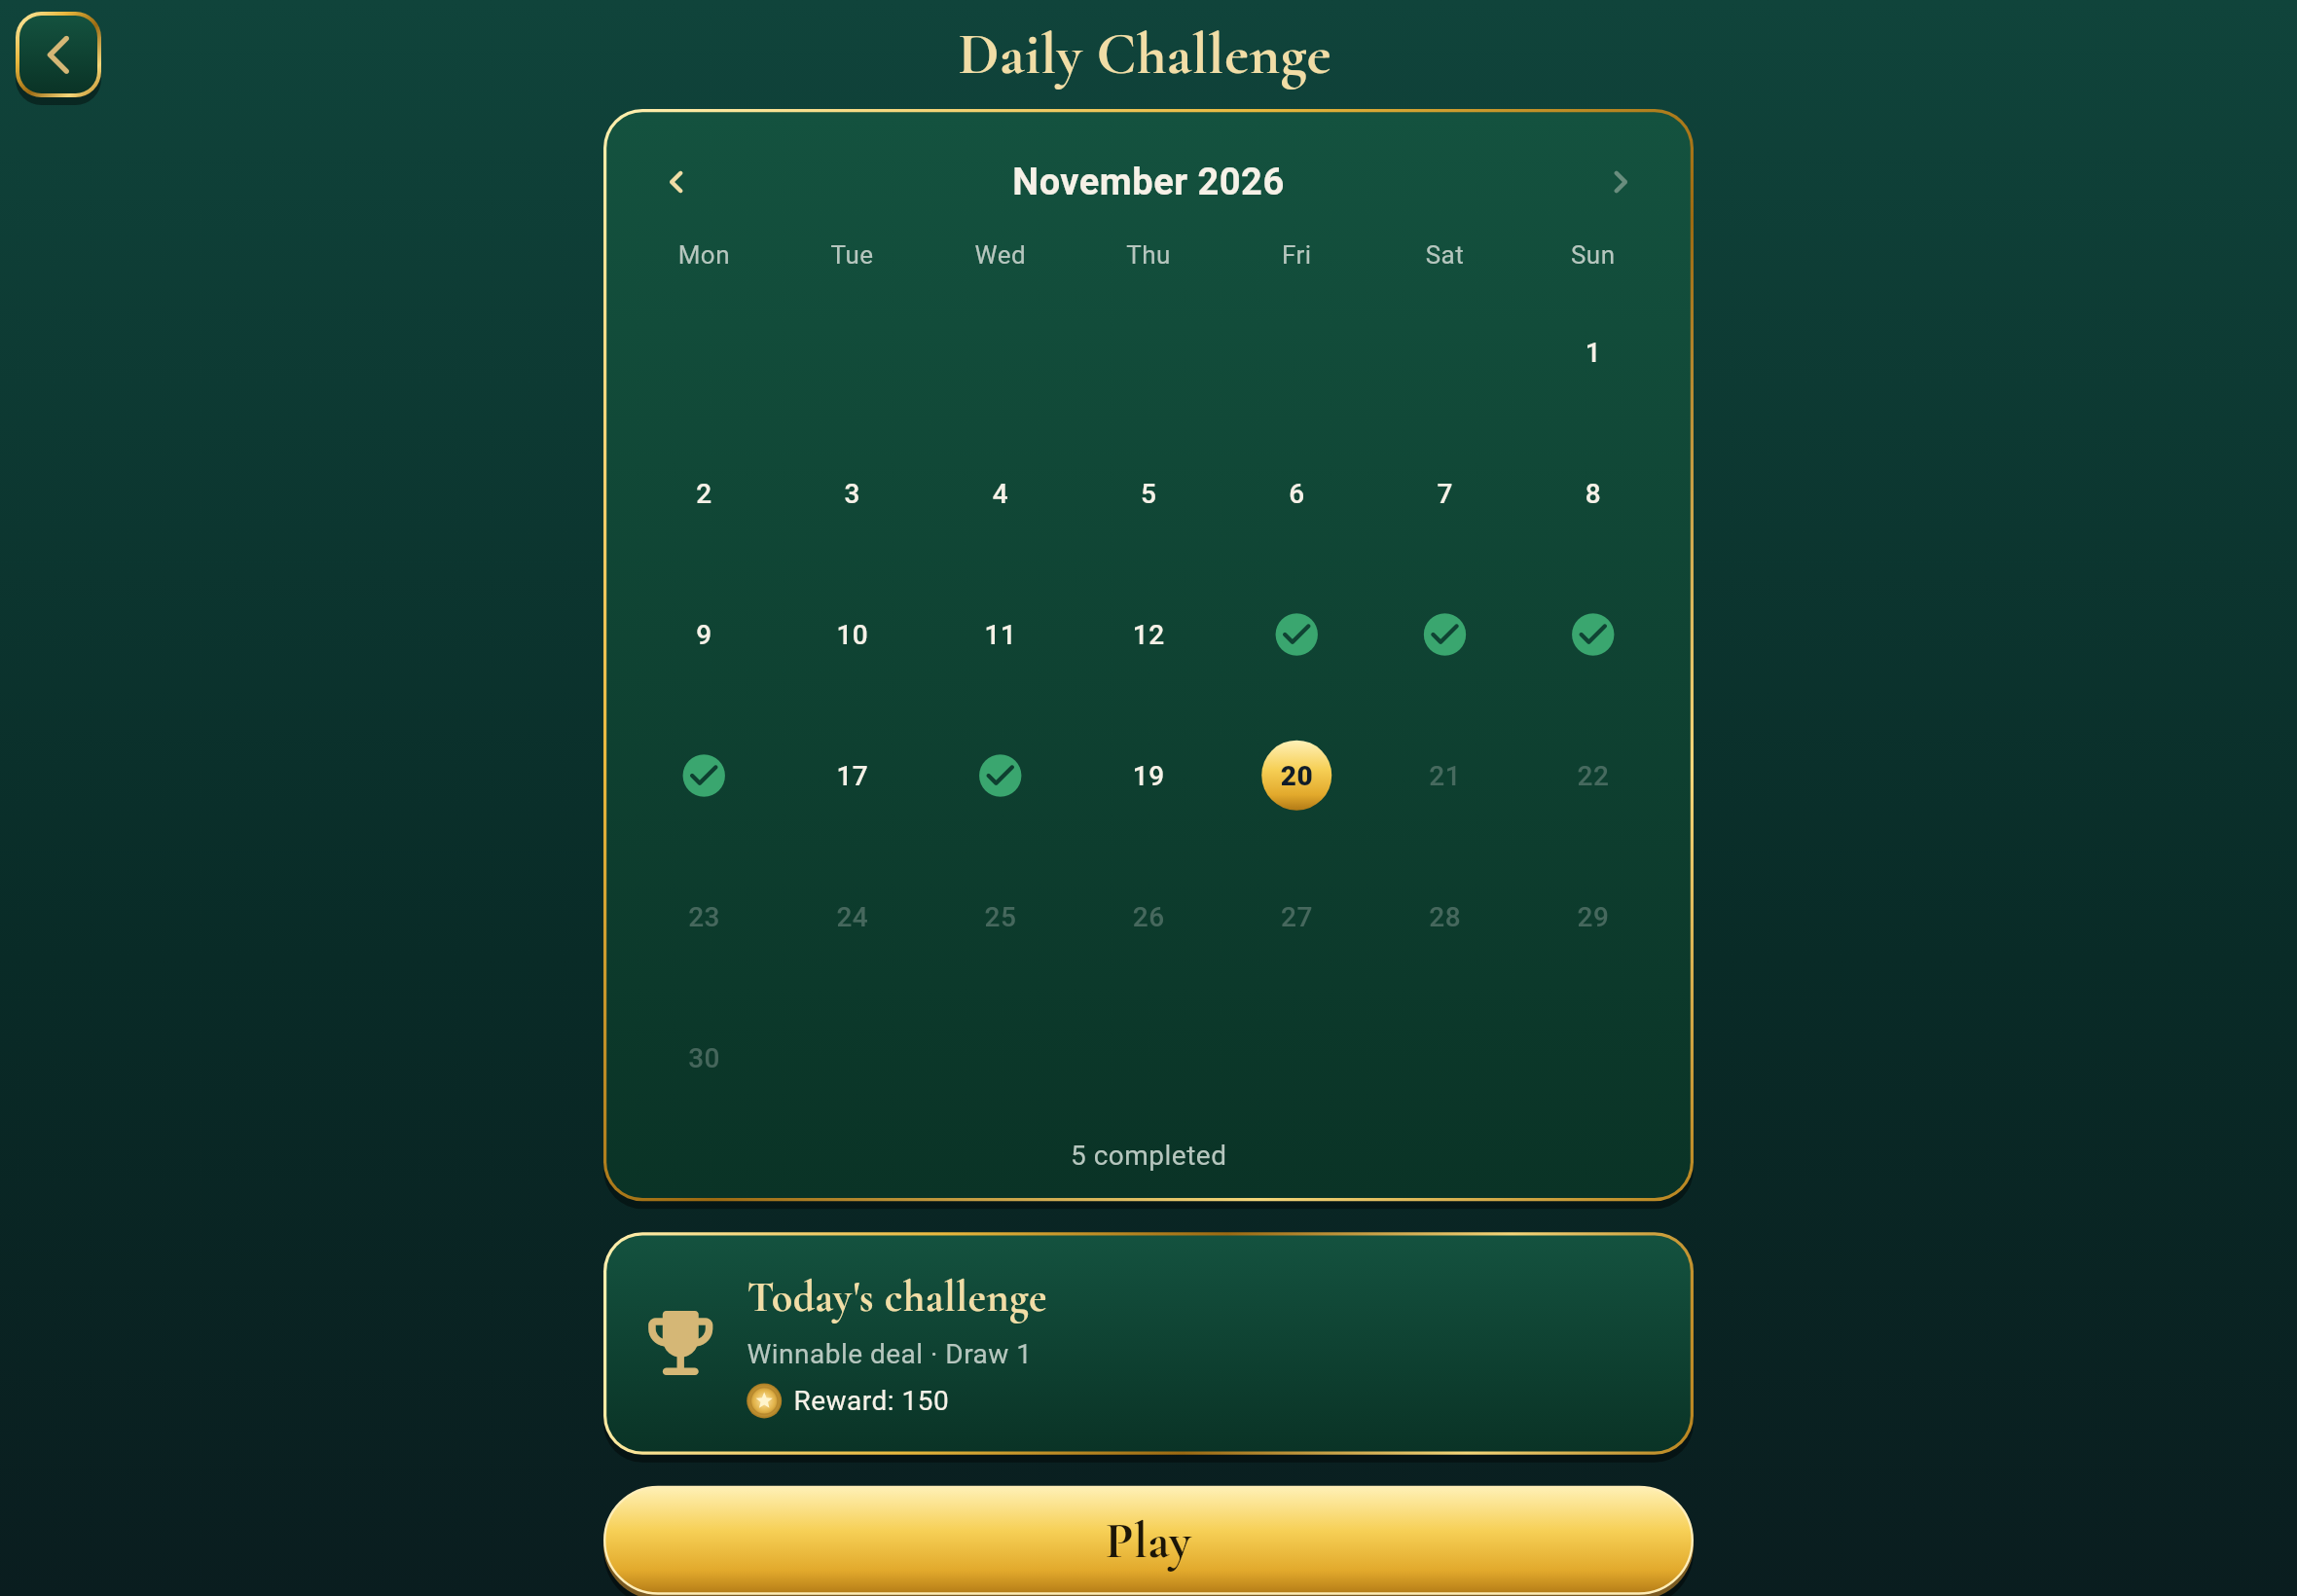 Daily Challenge
November 2026
Mon Tue Wed Thu Fri Sat Sun
1
2 3 4 5 6 7 8
9 10 11 12
17 19 20 21 22
23 24 25 26 27 28 29
30
5 completed
Today's challenge
Winnable deal · Draw 1
Reward: 150
Play